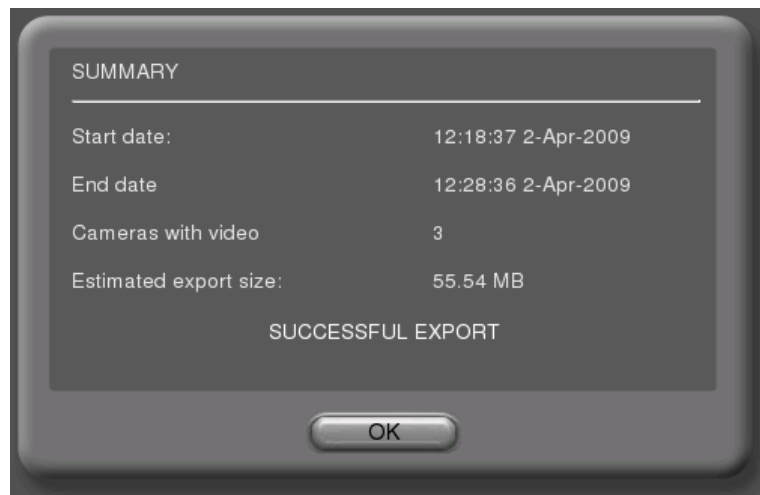 SUMMARY
Start date: 12:18:37 2-Apr-2009
End date 12:28:36 2-Apr-2009
Cameras with video 3
Estimated export size: 55.54 MB
SUCCESSFUL EXPORT
OK